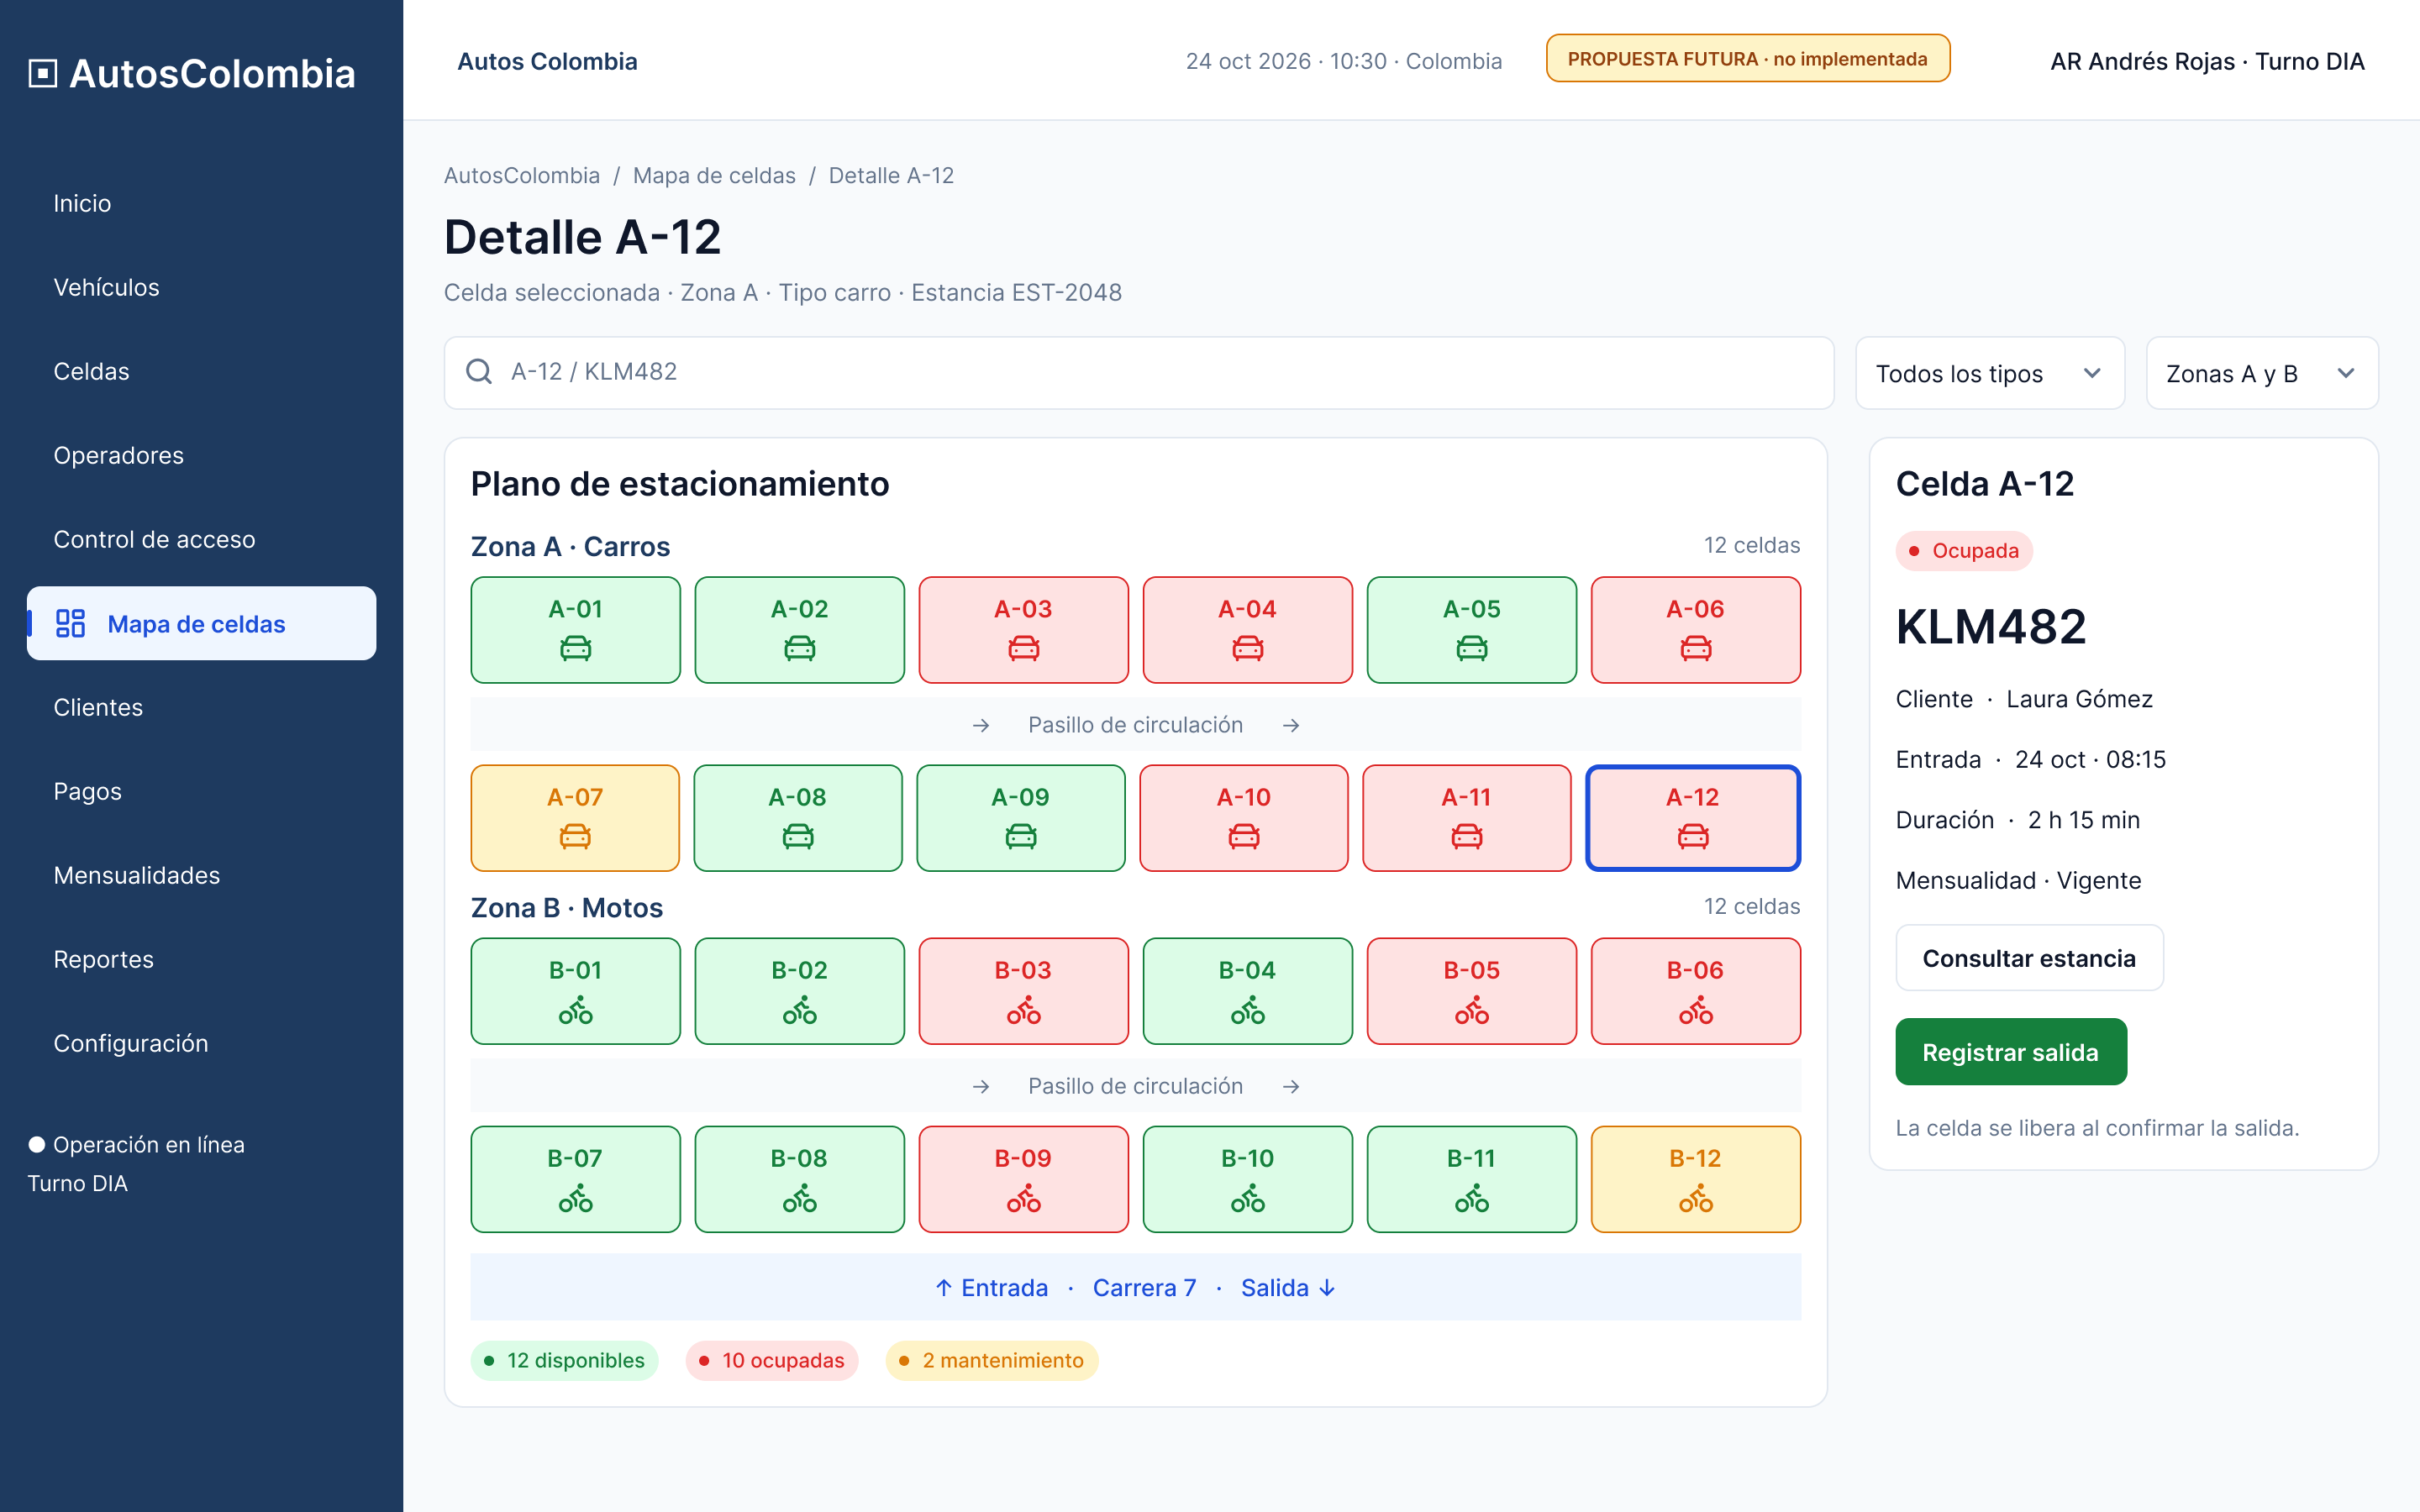 AutosColombia
Inicio
Vehículos
Celdas
Operadores
Control de acceso
Mapa de celdas
Clientes
Pagos
Mensualidades
Reportes
Configuración
Operación en línea
Turno DIA
Autos Colombia
24 oct 2026 · 10:30 · Colombia
PROPUESTA FUTURA · no implementada
AR Andrés Rojas · Turno DIA
AutosColombia / Mapa de celdas / Detalle A-12
Detalle A-12
Celda seleccionada · Zona A · Tipo carro · Estancia EST-2048
A-12 / KLM482
Todos los tipos
Zonas A y B
Plano de estacionamiento
Zona A · Carros
12 celdas
A-01
A-02
A-03
A-04
A-05
A-06
→ Pasillo de circulación →
A-07
A-08
A-09
A-10
A-11
A-12
Zona B · Motos
12 celdas
B-01
B-02
B-03
B-04
B-05
B-06
→ Pasillo de circulación →
B-07
B-08
B-09
B-10
B-11
B-12
↑ Entrada · Carrera 7 · Salida ↓
12 disponibles
10 ocupadas
2 mantenimiento
Celda A-12
Ocupada
KLM482
Cliente · Laura Gómez
Entrada · 24 oct · 08:15
Duración · 2 h 15 min
Mensualidad · Vigente
Consultar estancia
Registrar salida
La celda se libera al confirmar la salida.